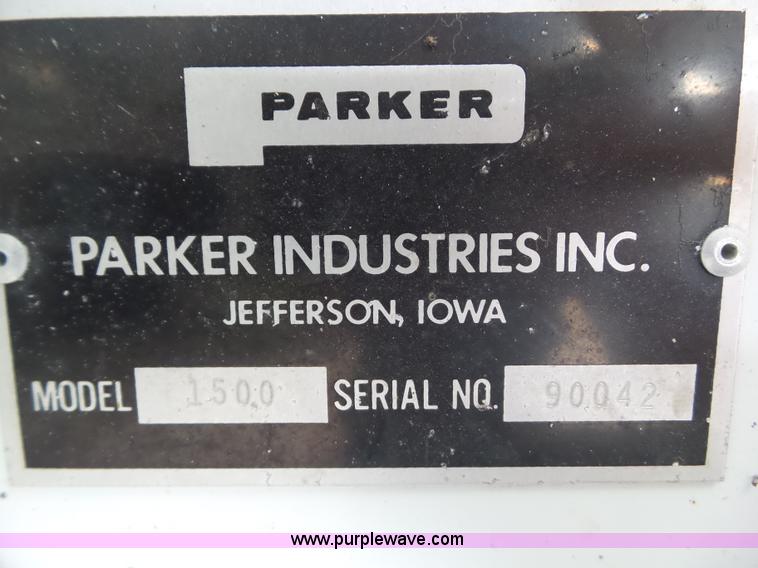 PARKER
PARKER INDUSTRIES INC.
JEFFERSON, IOWA
MODEL 1500 SERIAL NO. 90042
www.purplewave.com